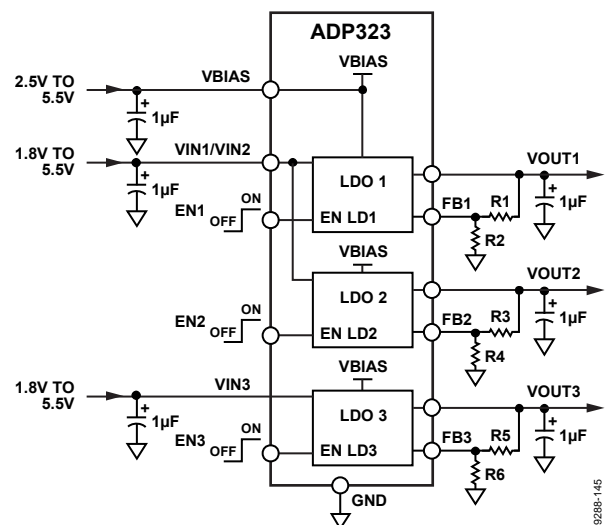 ADP323
VBIAS
2.5V TO
5.5V
VBIAS
+
1µF
1.8V TO
5.5V
VIN1/VIN2
+
1µF
LDO 1
VOUT1
EN1
ON
OFF
EN LD1
FB1
R1
R2
+
1µF
VBIAS
LDO 2
VOUT2
EN2
ON
OFF
EN LD2
FB2
R3
R4
+
1µF
VBIAS
1.8V TO
5.5V
VIN3
+
1µF
LDO 3
VOUT3
EN3
ON
OFF
EN LD3
FB3
R5
R6
+
1µF
GND
9288-145